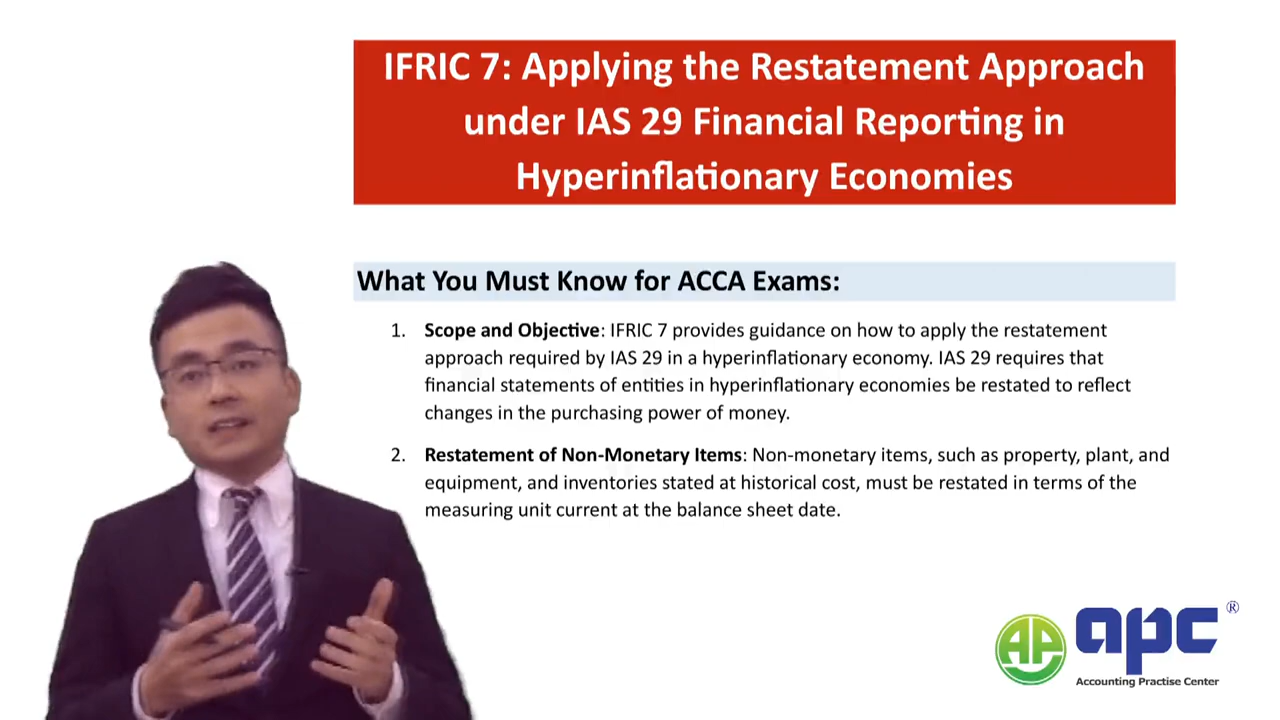 IFRIC 7: Applying the Restatement Approach
under IAS 29 Financial Reporting in
Hyperinflationary Economies
What You Must Know for ACCA Exams:
1. Scope and Objective: IFRIC 7 provides guidance on how to apply the restatement
approach required by IAS 29 in a hyperinflationary economy. IAS 29 requires that
financial statements of entities in hyperinflationary economies be restated to reflect
changes in the purchasing power of money.
2. Restatement of Non-Monetary Items: Non-monetary items, such as property, plant, and
equipment, and inventories stated at historical cost, must be restated in terms of the
measuring unit current at the balance sheet date.
AP apc ®
Accounting Practise Center